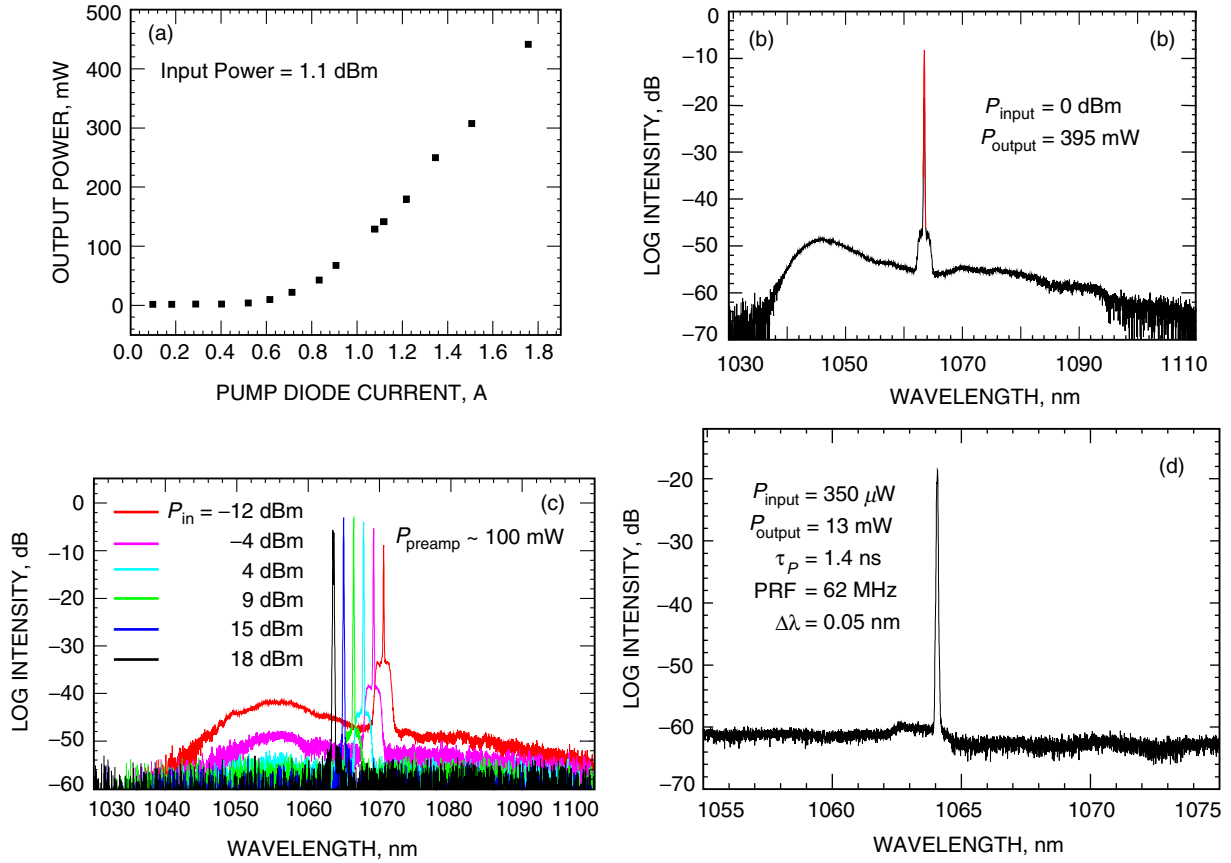 (a)
Input Power = 1.1 dBm
OUTPUT POWER, mW
400
300
200
100
0
0.0 0.2 0.4 0.6 0.8 1.0 1.2 1.4 1.6 1.8
PUMP DIODE CURRENT, A
(b) (b)
P_input = 0 dBm
P_output = 395 mW
LOG INTENSITY, dB
0
−10
−20
−30
−40
−50
−60
−70
1030 1050 1070 1090 1110
WAVELENGTH, nm
(c)
P_in = −12 dBm
−4 dBm
4 dBm
9 dBm
15 dBm
18 dBm
P_preamp ~ 100 mW
LOG INTENSITY, dB
0
−10
−20
−30
−40
−50
−60
1030 1040 1050 1060 1070 1080 1090 1100
WAVELENGTH, nm
(d)
P_input = 350 μW
P_output = 13 mW
τ_P = 1.4 ns
PRF = 62 MHz
Δλ = 0.05 nm
LOG INTENSITY, dB
−20
−30
−40
−50
−60
−70
1055 1060 1065 1070 1075
WAVELENGTH, nm